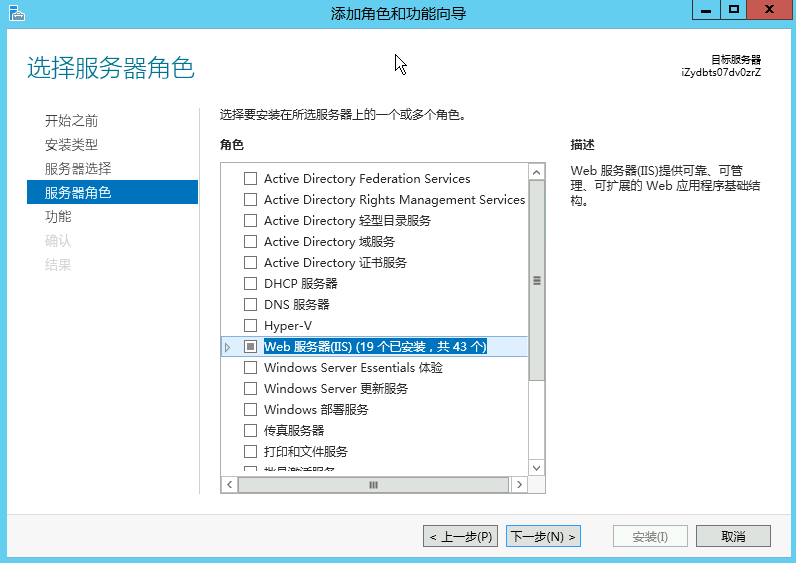 添加角色和功能向导
选择服务器角色
目标服务器
iZydbts07dv0zrZ
开始之前
安装类型
服务器选择
服务器角色
功能
确认
结果
选择要安装在所选服务器上的一个或多个角色。
角色
Active Directory Federation Services
Active Directory Rights Management Services
Active Directory 轻型目录服务
Active Directory 域服务
Active Directory 证书服务
DHCP 服务器
DNS 服务器
Hyper-V
Web 服务器(IIS) (19 个已安装，共 43 个)
Windows Server Essentials 体验
Windows Server 更新服务
Windows 部署服务
传真服务器
打印和文件服务
批量激活服务
描述
Web 服务器(IIS)提供可靠、可管
理、可扩展的 Web 应用程序基础结
构。
< 上一步(P)
下一步(N) >
安装(I)
取消